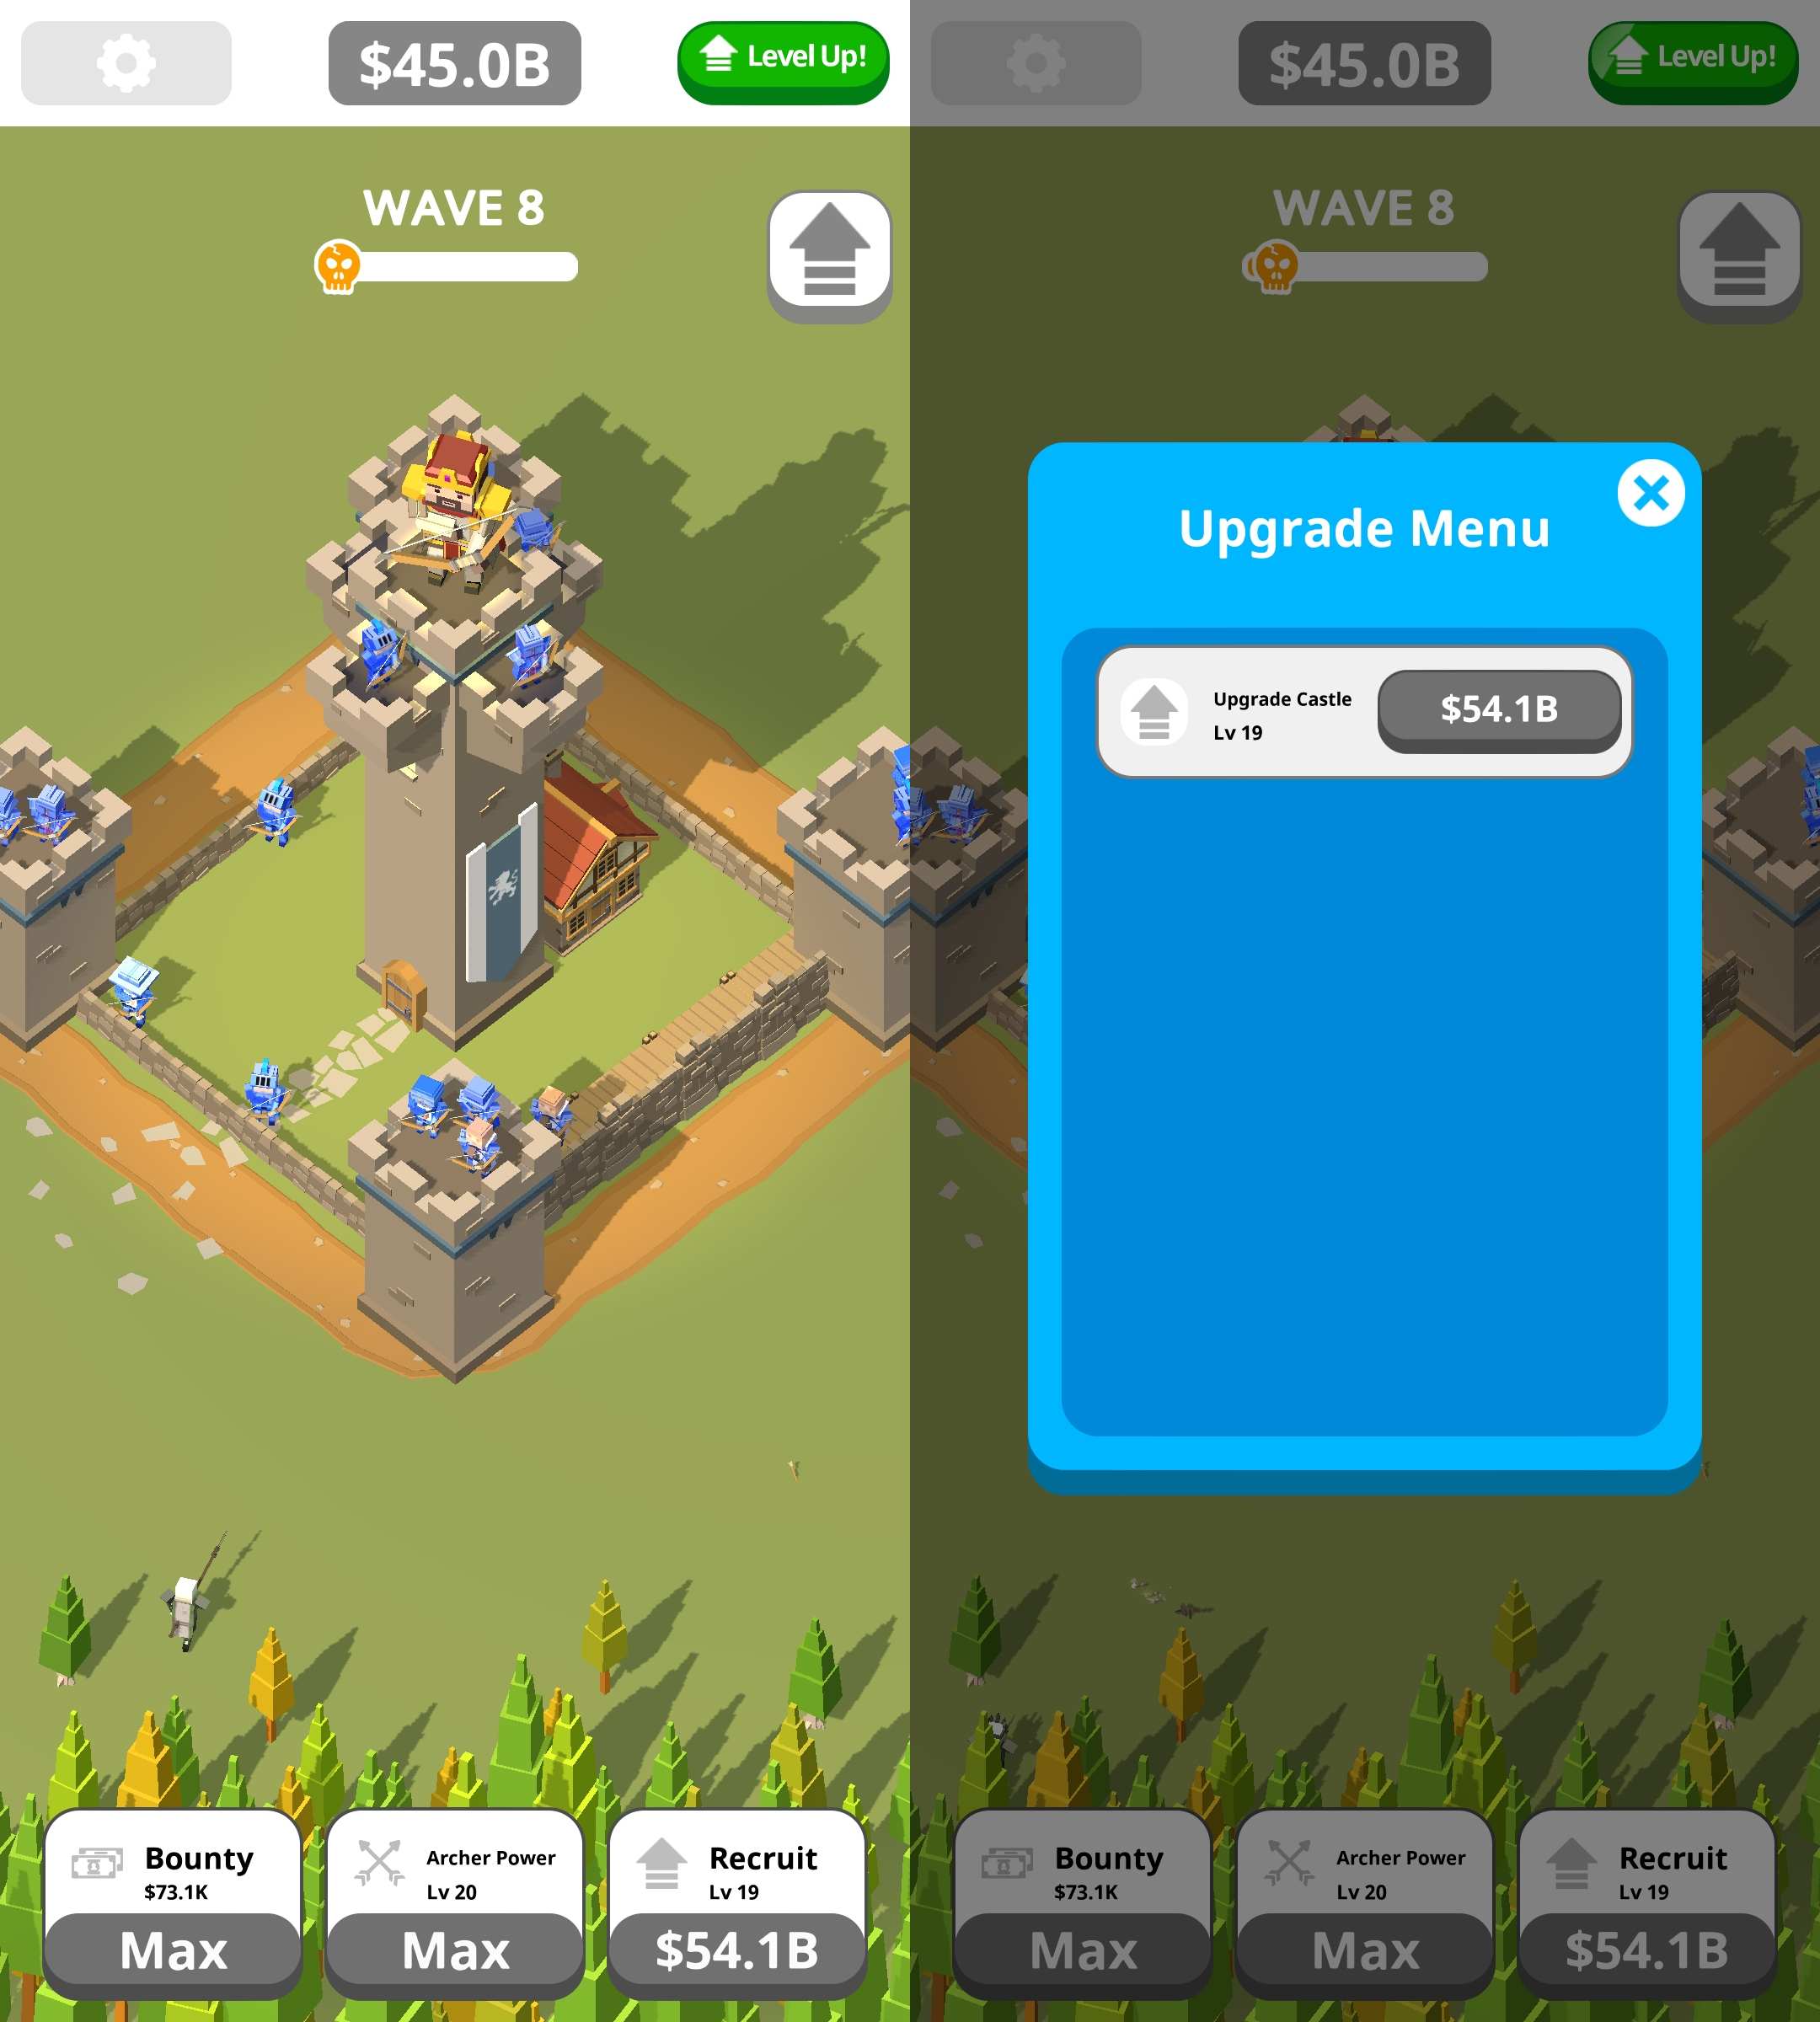 $45.0B
Level Up!
WAVE 8
Bounty
$73.1K
Max
Archer Power
Lv 20
Max
Recruit
Lv 19
$54.1B
$45.0B
Level Up!
WAVE 8
Upgrade Menu
Upgrade Castle
Lv 19
$54.1B
Bounty
$73.1K
Max
Archer Power
Lv 20
Max
Recruit
Lv 19
$54.1B